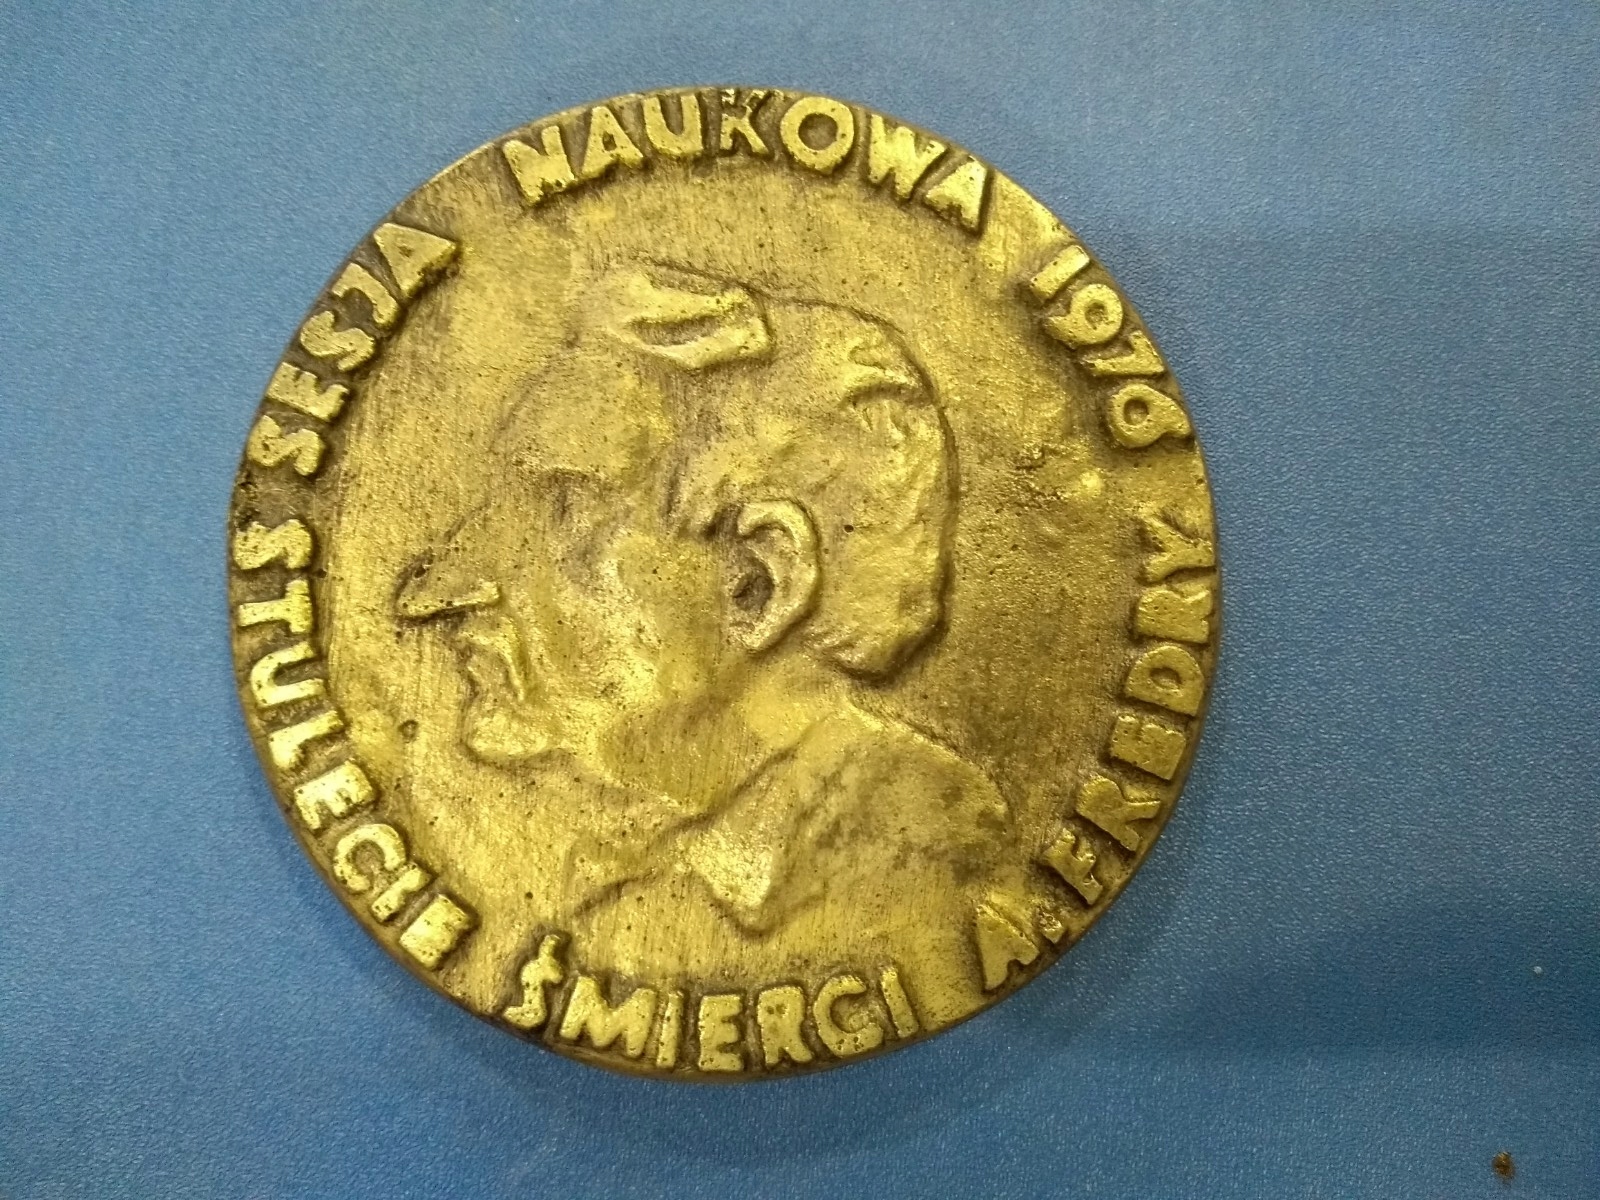 SESJA NAUKOWA 1976
STULECIE ŚMIERCI A. FREDRY